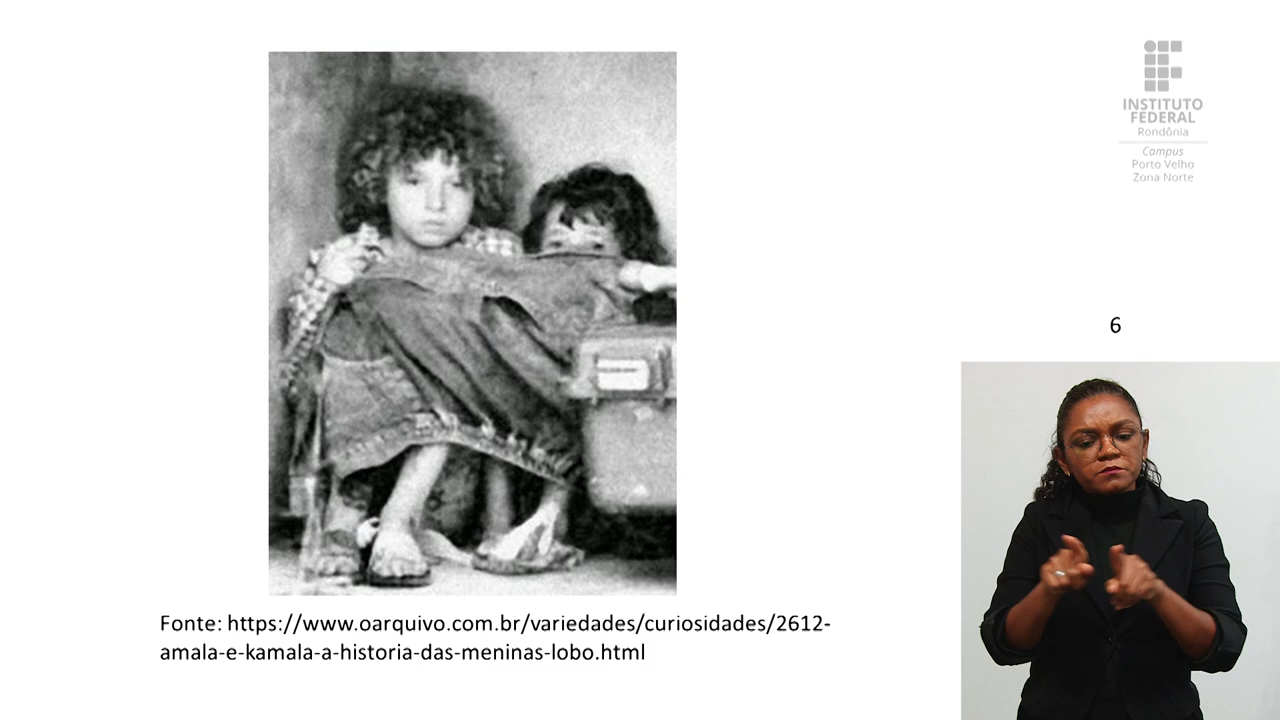 INSTITUTO
FEDERAL
Rondônia
Campus
Porto Velho
Zona Norte
6
Fonte: https://www.oarquivo.com.br/variedades/curiosidades/2612-
amala-e-kamala-a-historia-das-meninas-lobo.html